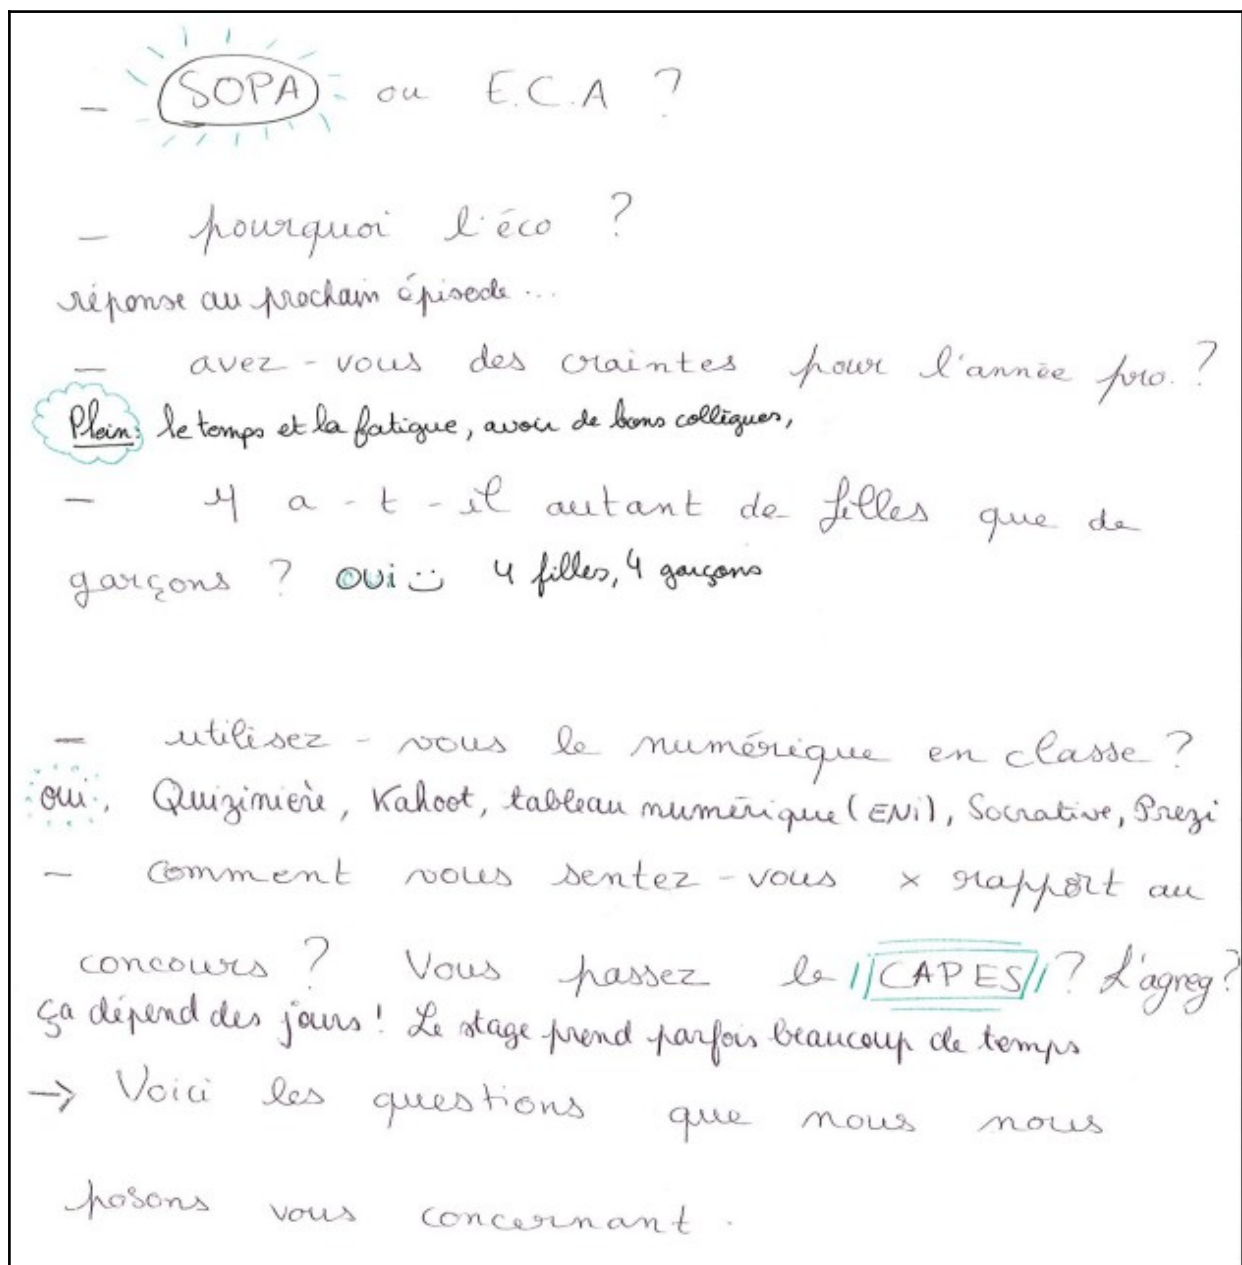 - SOPA ou E.C.A ?
- pourquoi l'éco ?
réponse au prochain épisode...
- avez-vous des craintes pour l'année pro. ?
Plein : le temps et la fatigue, avoir de bons collègues,
- Y a-t-il autant de filles que de
garçons ? OUi :) 4 filles, 4 garçons
- utilisez-vous le numérique en classe ?
oui, Quizinière, Kahoot, tableau numérique (ENi), Socrative, Prezi
- comment vous sentez-vous x rapport au
concours ? Vous passez le CAPES ? L'agreg ?
ça dépend des jours ! Le stage prend parfois beaucoup de temps
→ Voici les questions que nous nous
posons vous concernant.